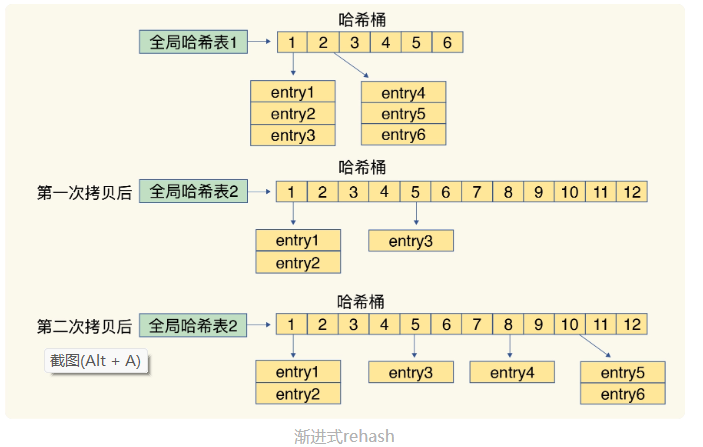 哈希桶
全局哈希表1
1 2 3 4 5 6
entry1 entry4
entry2 entry5
entry3 entry6
哈希桶
第一次拷贝后 全局哈希表2 1 2 3 4 5 6 7 8 9 10 11 12
entry1 entry3
entry2
哈希桶
第二次拷贝后 全局哈希表2 1 2 3 4 5 6 7 8 9 10 11 12
截图(Alt + A)
entry1 entry3 entry4 entry5
entry2 entry6
渐进式rehash